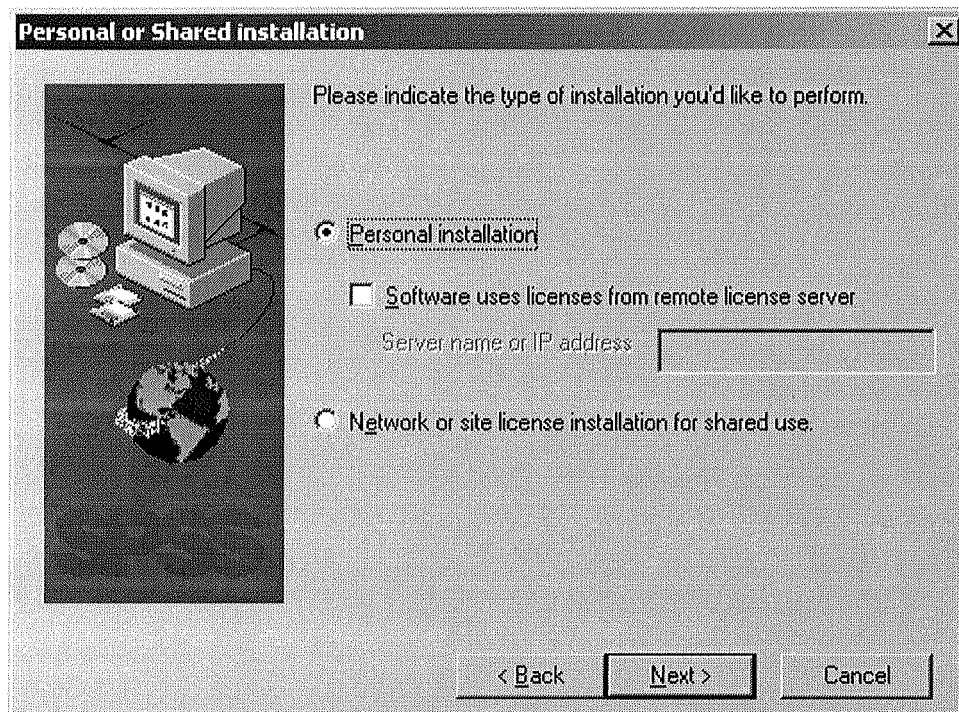 Personal or Shared installation
Please indicate the type of installation you'd like to perform.
Personal installation
Software uses licenses from remote license server
Server name or IP address
Network or site license installation for shared use.
< Back
Next >
Cancel